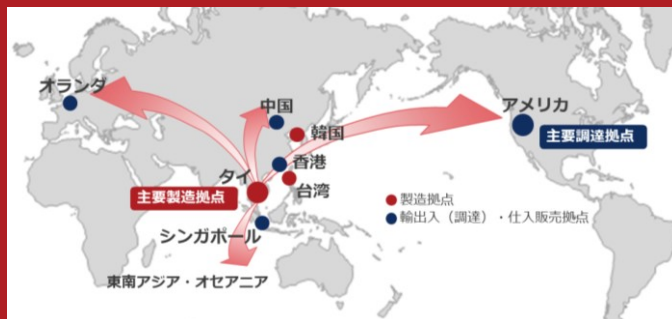 オランダ
中国
アメリカ
韓国
主要調達拠点
香港
タイ
台湾
主要製造拠点
製造拠点
輸出入（調達）・仕入販売拠点
シンガポール
東南アジア・オセアニア